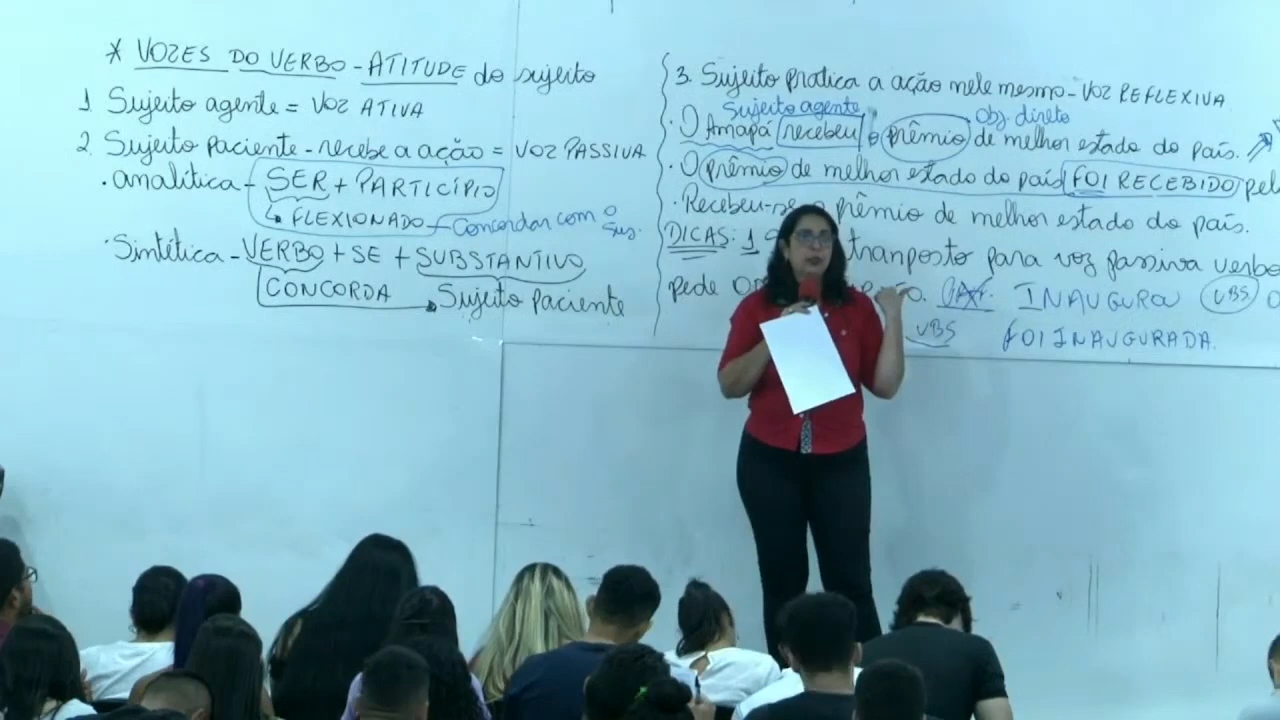 * VOZES DO VERBO - ATITUDE do sujeito
1 Sujeito agente = VOZ ATIVA
2. Sujeito paciente - recebe a ação = VOZ PASSIVA
• analítica - SER + PARTICÍPIO
FLEXIONADO - Concordar com o
Suj.
• Sintética - VERBO + SE + SUBSTANTIVO
CONCORDA Sujeito paciente
3. Sujeito pratica a ação nele mesmo - VOZ REFLEXIVA
Sujeito agente obj. direto
• O Amapá recebeu o prêmio de melhor estado do país.
• O prêmio de melhor estado do país FOI RECEBIDO pel
• Recebeu-se o prêmio de melhor estado do país.
DICAS: 1 tranposto para voz passiva verbo
pede INAUGUROU UBS
UBS FOI INAUGURADA.